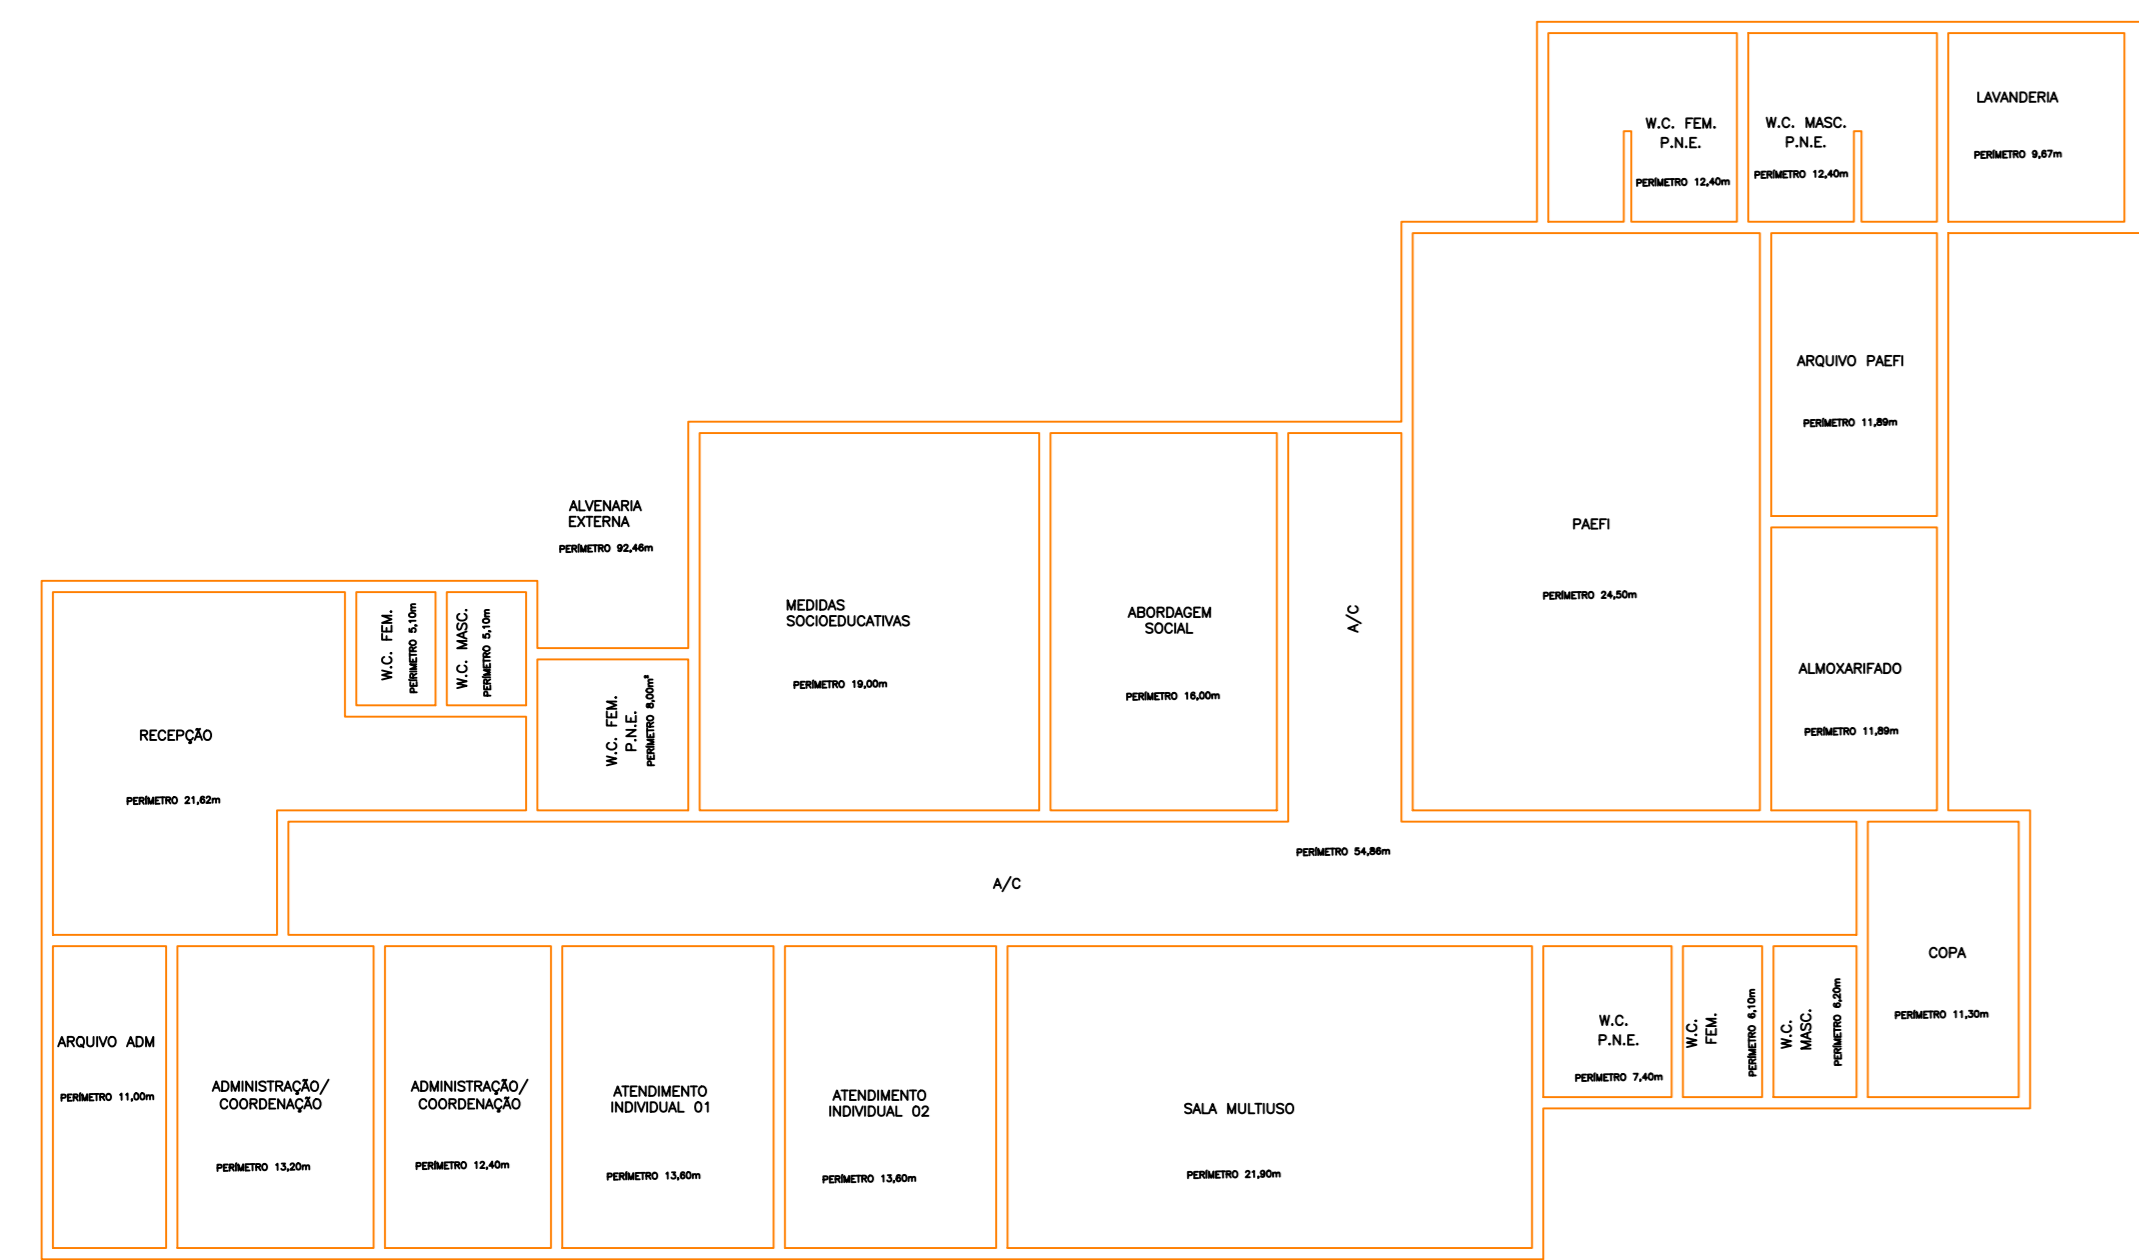 LAVANDERIA
PERÍMETRO 9,67m
W.C. FEM.
P.N.E.
PERÍMETRO 12,40m
W.C. MASC.
P.N.E.
PERÍMETRO 12,40m
ARQUIVO PAEFI
PERÍMETRO 11,89m
ALVENARIA
EXTERNA
PERÍMETRO 92,46m
PAEFI
PERÍMETRO 24,50m
MEDIDAS
SOCIOEDUCATIVAS
PERÍMETRO 19,00m
ABORDAGEM
SOCIAL
PERÍMETRO 16,00m
A/C
W.C. FEM.
PEÍRIMETRO 5,10m
W.C. MASC.
PERÍMETRO 5,10m
W.C. FEM.
P.N.E.
PERÍMETRO 8,00m²
ALMOXARIFADO
PERÍMETRO 11,89m
RECEPÇÃO
PERÍMETRO 21,62m
PERÍMETRO 54,86m
A/C
COPA
PERÍMETRO 11,30m
ARQUIVO ADM
PERÍMETRO 11,00m
ADMINISTRAÇÃO/
COORDENAÇÃO
PERÍMETRO 13,20m
ADMINISTRAÇÃO/
COORDENAÇÃO
PERÍMETRO 12,40m
ATENDIMENTO
INDIVIDUAL 01
PERÍMETRO 13,60m
ATENDIMENTO
INDIVIDUAL 02
PERÍMETRO 13,60m
SALA MULTIUSO
PERÍMETRO 21,90m
W.C.
P.N.E.
PERÍMETRO 7,40m
W.C.
FEM.
PERÍMETRO 6,10m
W.C.
MASC.
PERÍMETRO 6,20m